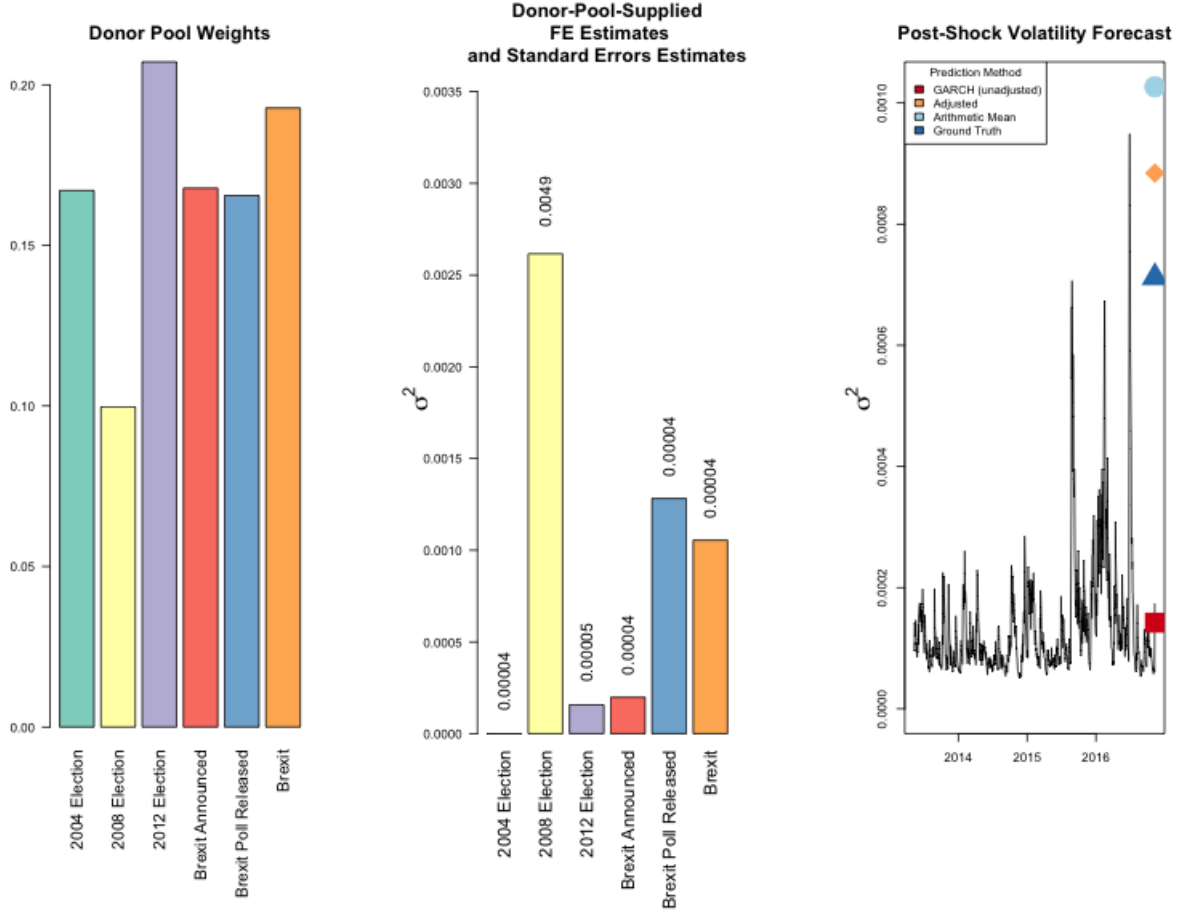 Donor Pool Weights
0.20
0.15
0.10
0.05
0.00
2004 Election
2008 Election
2012 Election
Brexit Announced
Brexit Poll Released
Brexit
Donor-Pool-Supplied
FE Estimates
and Standard Errors Estimates
σ²
0.0035
0.0030
0.0025
0.0020
0.0015
0.0010
0.0005
0.0000
0.00004
0.0049
0.00005
0.00004
0.00004
0.00004
2004 Election
2008 Election
2012 Election
Brexit Announced
Brexit Poll Released
Brexit
Post-Shock Volatility Forecast
Prediction Method
GARCH (unadjusted)
Adjusted
Arithmetic Mean
Ground Truth
σ²
0.0010
0.0008
0.0006
0.0004
0.0002
0.0000
2014
2015
2016